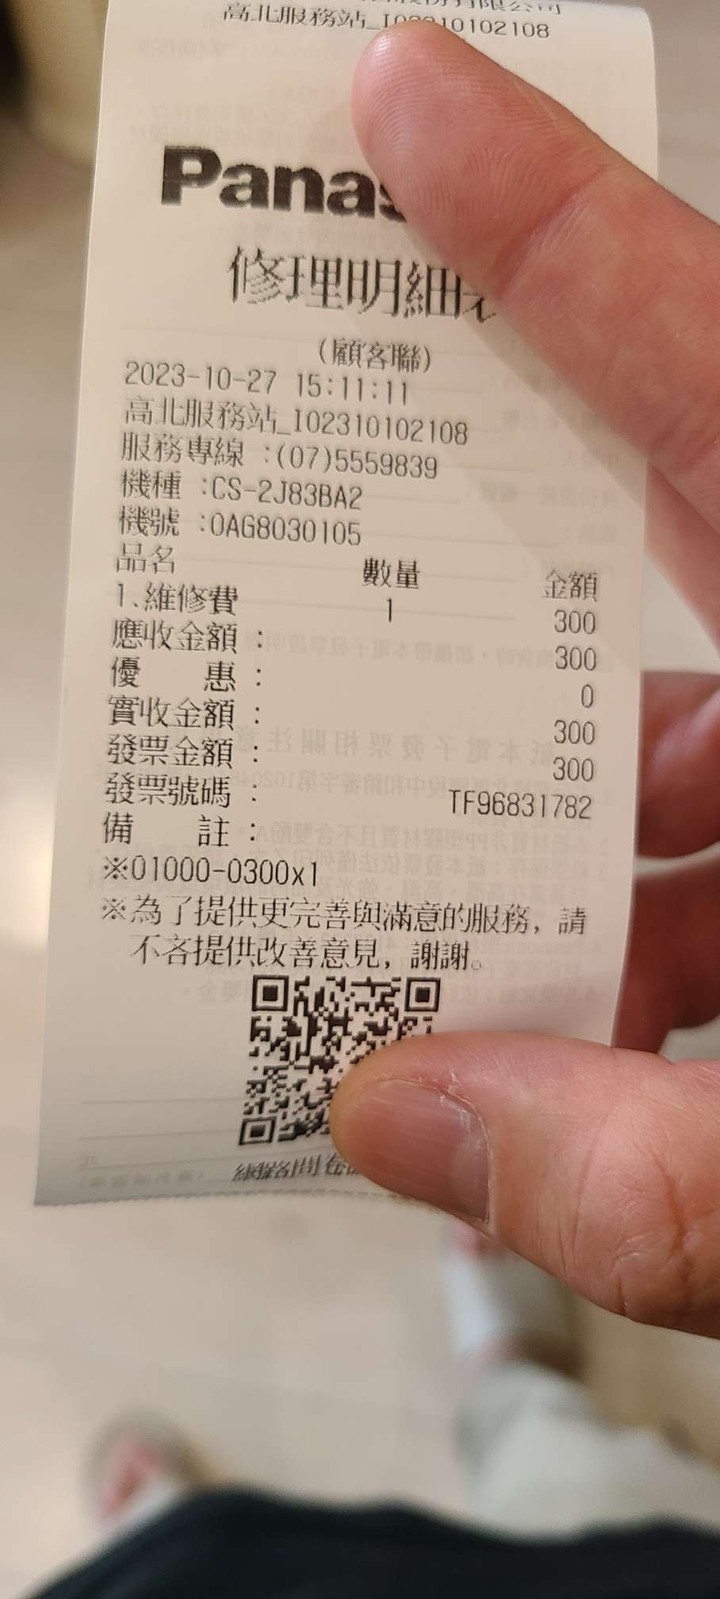 高北服務站_I02310102108
Panas
修理明細
(顧客聯)
2023-10-27 15:11:11
高北服務站_I02310102108
服務專線 :(07)5559839
機種 :CS-2J83BA2
機號 :0AG8030105
品名 數量 金額
1.維修費 1 300
應收金額: 300
優 惠: 0
實收金額: 300
發票金額: 300
發票號碼: TF96831782
備 註:
※01000-0300x1
※為了提供更完善與滿意的服務,請
不吝提供改善意見,謝謝。